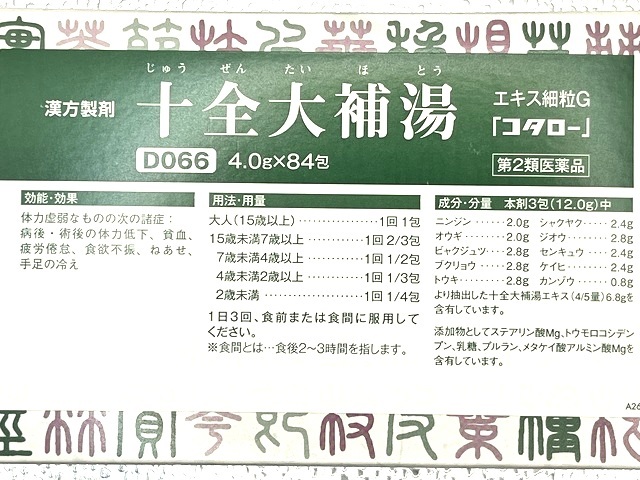 じゅう ぜん たい ほ とう
漢方製剤 十全大補湯 エキス細粒G
「コタロー」
D066 4.0g×84包 第2類医薬品
効能・効果
体力虚弱なものの次の諸症：
病後・術後の体力低下、貧血、
疲労倦怠、食欲不振、ねあせ、
手足の冷え
用法・用量
大人(15歳以上)……………1回 1包
15歳未満7歳以上…………1回 2/3包
7歳未満4歳以上…………1回 1/2包
4歳未満2歳以上…………1回 1/3包
2歳未満…………………1回 1/4包
1日3回、食前または食間に服用して
ください。
※食間とは…食後2〜3時間を指します。
成分・分量 本剤3包(12.0g)中
ニンジン……2.0g シャクヤク……2.4g
オウギ………2.0g ジオウ………2.8g
ビャクジュツ…2.8g センキュウ……2.4g
ブクリョウ……2.8g ケイヒ………2.4g
トウキ………2.8g カンゾウ……0.8g
より抽出した十全大補湯エキス(4/5量)6.8gを
含有しています。
添加物としてステアリン酸Mg、トウモロコシデン
プン、乳糖、プルラン、メタケイ酸アルミン酸Mgを
含有しています。
A26